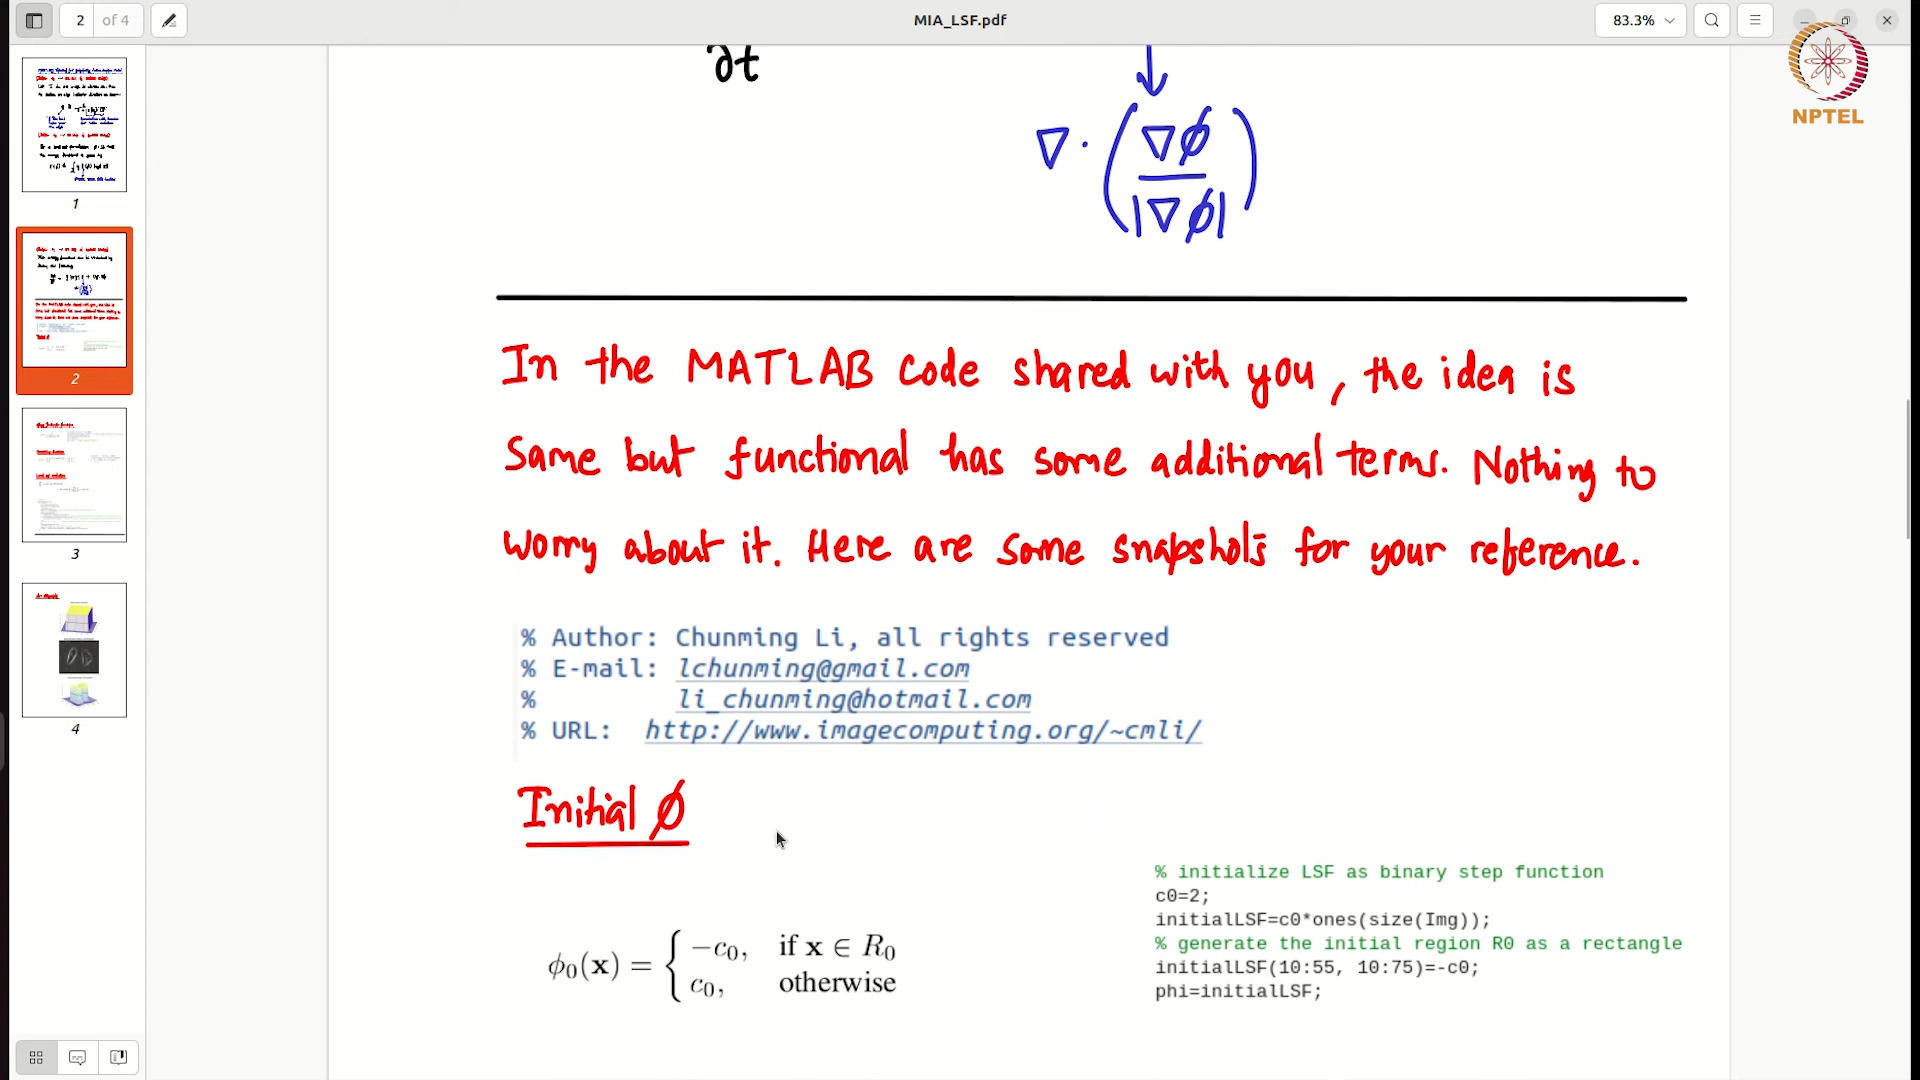 2 of 4
MIA_LSF.pdf
83.3%
NPTEL
∂t
∇ · ( ∇φ / |∇φ| )
In the MATLAB Code shared with you, the idea is
Same but functional has some additional terms. Nothing to
worry about it. Here are some snapshots for your reference.
% Author: Chunming Li, all rights reserved
% E-mail: lchunming@gmail.com
% li_chunming@hotmail.com
% URL: http://www.imagecomputing.org/~cmli/
Initial φ
φ₀(x) = { −c₀, if x ∈ R₀
c₀, otherwise
% initialize LSF as binary step function
c0=2;
initialLSF=c0*ones(size(Img));
% generate the initial region R0 as a rectangle
initialLSF(10:55, 10:75)=-c0;
phi=initialLSF;
1
2
3
4